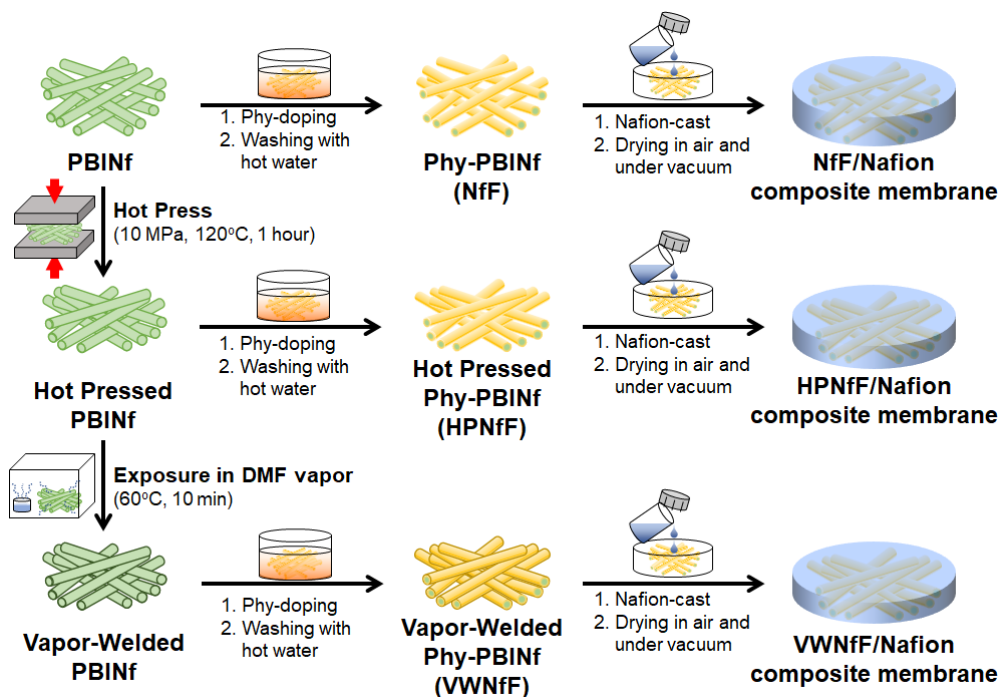 1. Phy-doping
2. Washing with
hot water
1. Nafion-cast
2. Drying in air and
under vacuum
PBINf
Phy-PBINf
(NfF)
NfF/Nafion
composite membrane
Hot Press
(10 MPa, 120°C, 1 hour)
1. Phy-doping
2. Washing with
hot water
1. Nafion-cast
2. Drying in air and
under vacuum
Hot Pressed
PBINf
Hot Pressed
Phy-PBINf
(HPNfF)
HPNfF/Nafion
composite membrane
Exposure in DMF vapor
(60°C, 10 min)
1. Phy-doping
2. Washing with
hot water
1. Nafion-cast
2. Drying in air and
under vacuum
Vapor-Welded
PBINf
Vapor-Welded
Phy-PBINf
(VWNfF)
VWNfF/Nafion
composite membrane